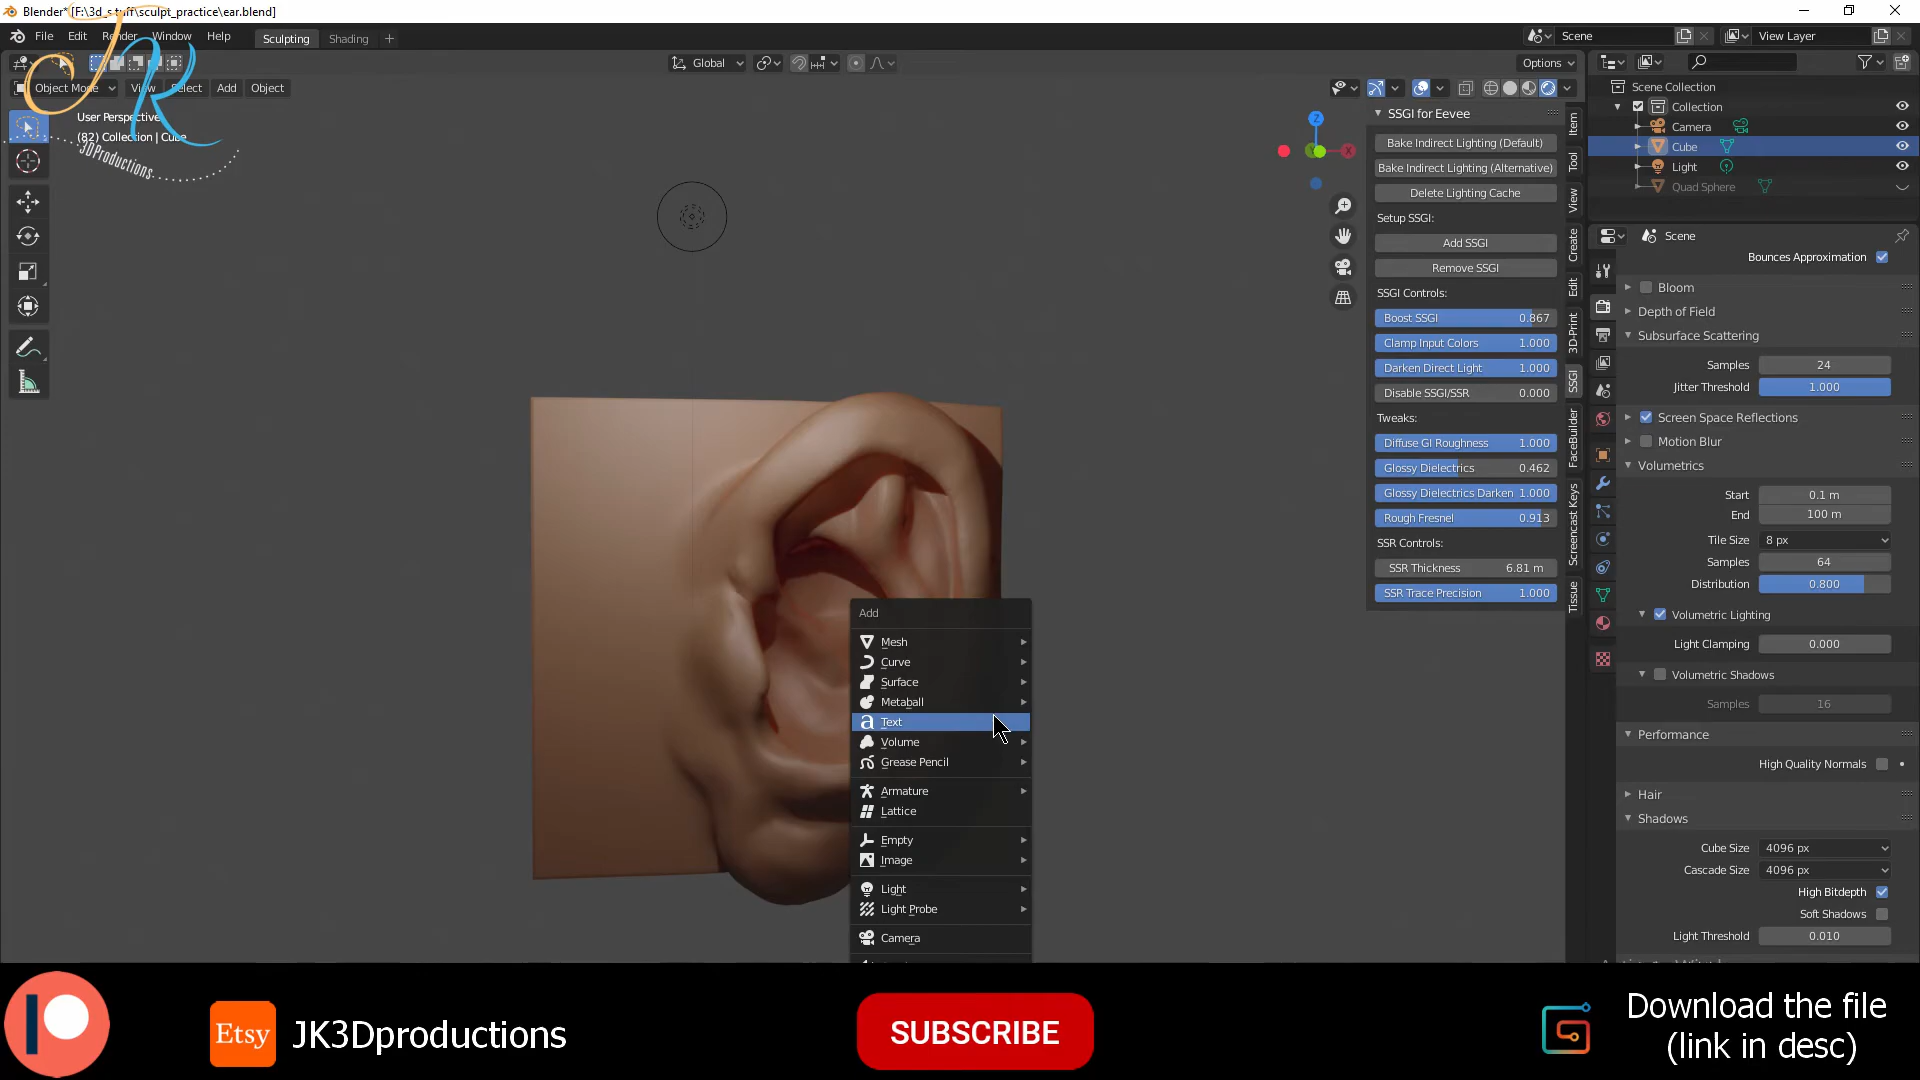 Blender* [F:\3d_stuff\sculpt_practice\ear.blend]
File Edit Render Window Help Sculpting Shading +
Scene View Layer
Global Options
Object Mode View Select Add Object
User Perspective
(82) Collection | Cube
JR
3DProductions
Z
X
SSGI for Eevee
Bake Indirect Lighting (Default)
Bake Indirect Lighting (Alternative)
Delete Lighting Cache
Setup SSGI:
Add SSGI
Remove SSGI
SSGI Controls:
Boost SSGI 0.867
Clamp Input Colors 1.000
Darken Direct Light 1.000
Disable SSGI/SSR 0.000
Tweaks:
Diffuse GI Roughness 1.000
Glossy Dielectrics 0.462
Glossy Dielectrics Darken 1.000
Rough Fresnel 0.913
SSR Controls:
SSR Thickness 6.81 m
SSR Trace Precision 1.000
Item
Tool
View
Create
Edit
3D-Print
SSGI
FaceBuilder
Screencast Keys
Tissue
Scene Collection
Collection
Camera
Cube
Light
Quad Sphere
Scene
Bounces Approximation
Bloom
Depth of Field
Subsurface Scattering
Samples 24
Jitter Threshold 1.000
Screen Space Reflections
Motion Blur
Volumetrics
Start 0.1 m
End 100 m
Tile Size 8 px
Samples 64
Distribution 0.800
Volumetric Lighting
Light Clamping 0.000
Volumetric Shadows
Samples 16
Performance
High Quality Normals
Hair
Shadows
Cube Size 4096 px
Cascade Size 4096 px
High Bitdepth
Soft Shadows
Light Threshold 0.010
Add
Mesh
Curve
Surface
Metaball
Text
Volume
Grease Pencil
Armature
Lattice
Empty
Image
Light
Light Probe
Camera
Etsy JK3Dproductions
SUBSCRIBE
Download the file
(link in desc)